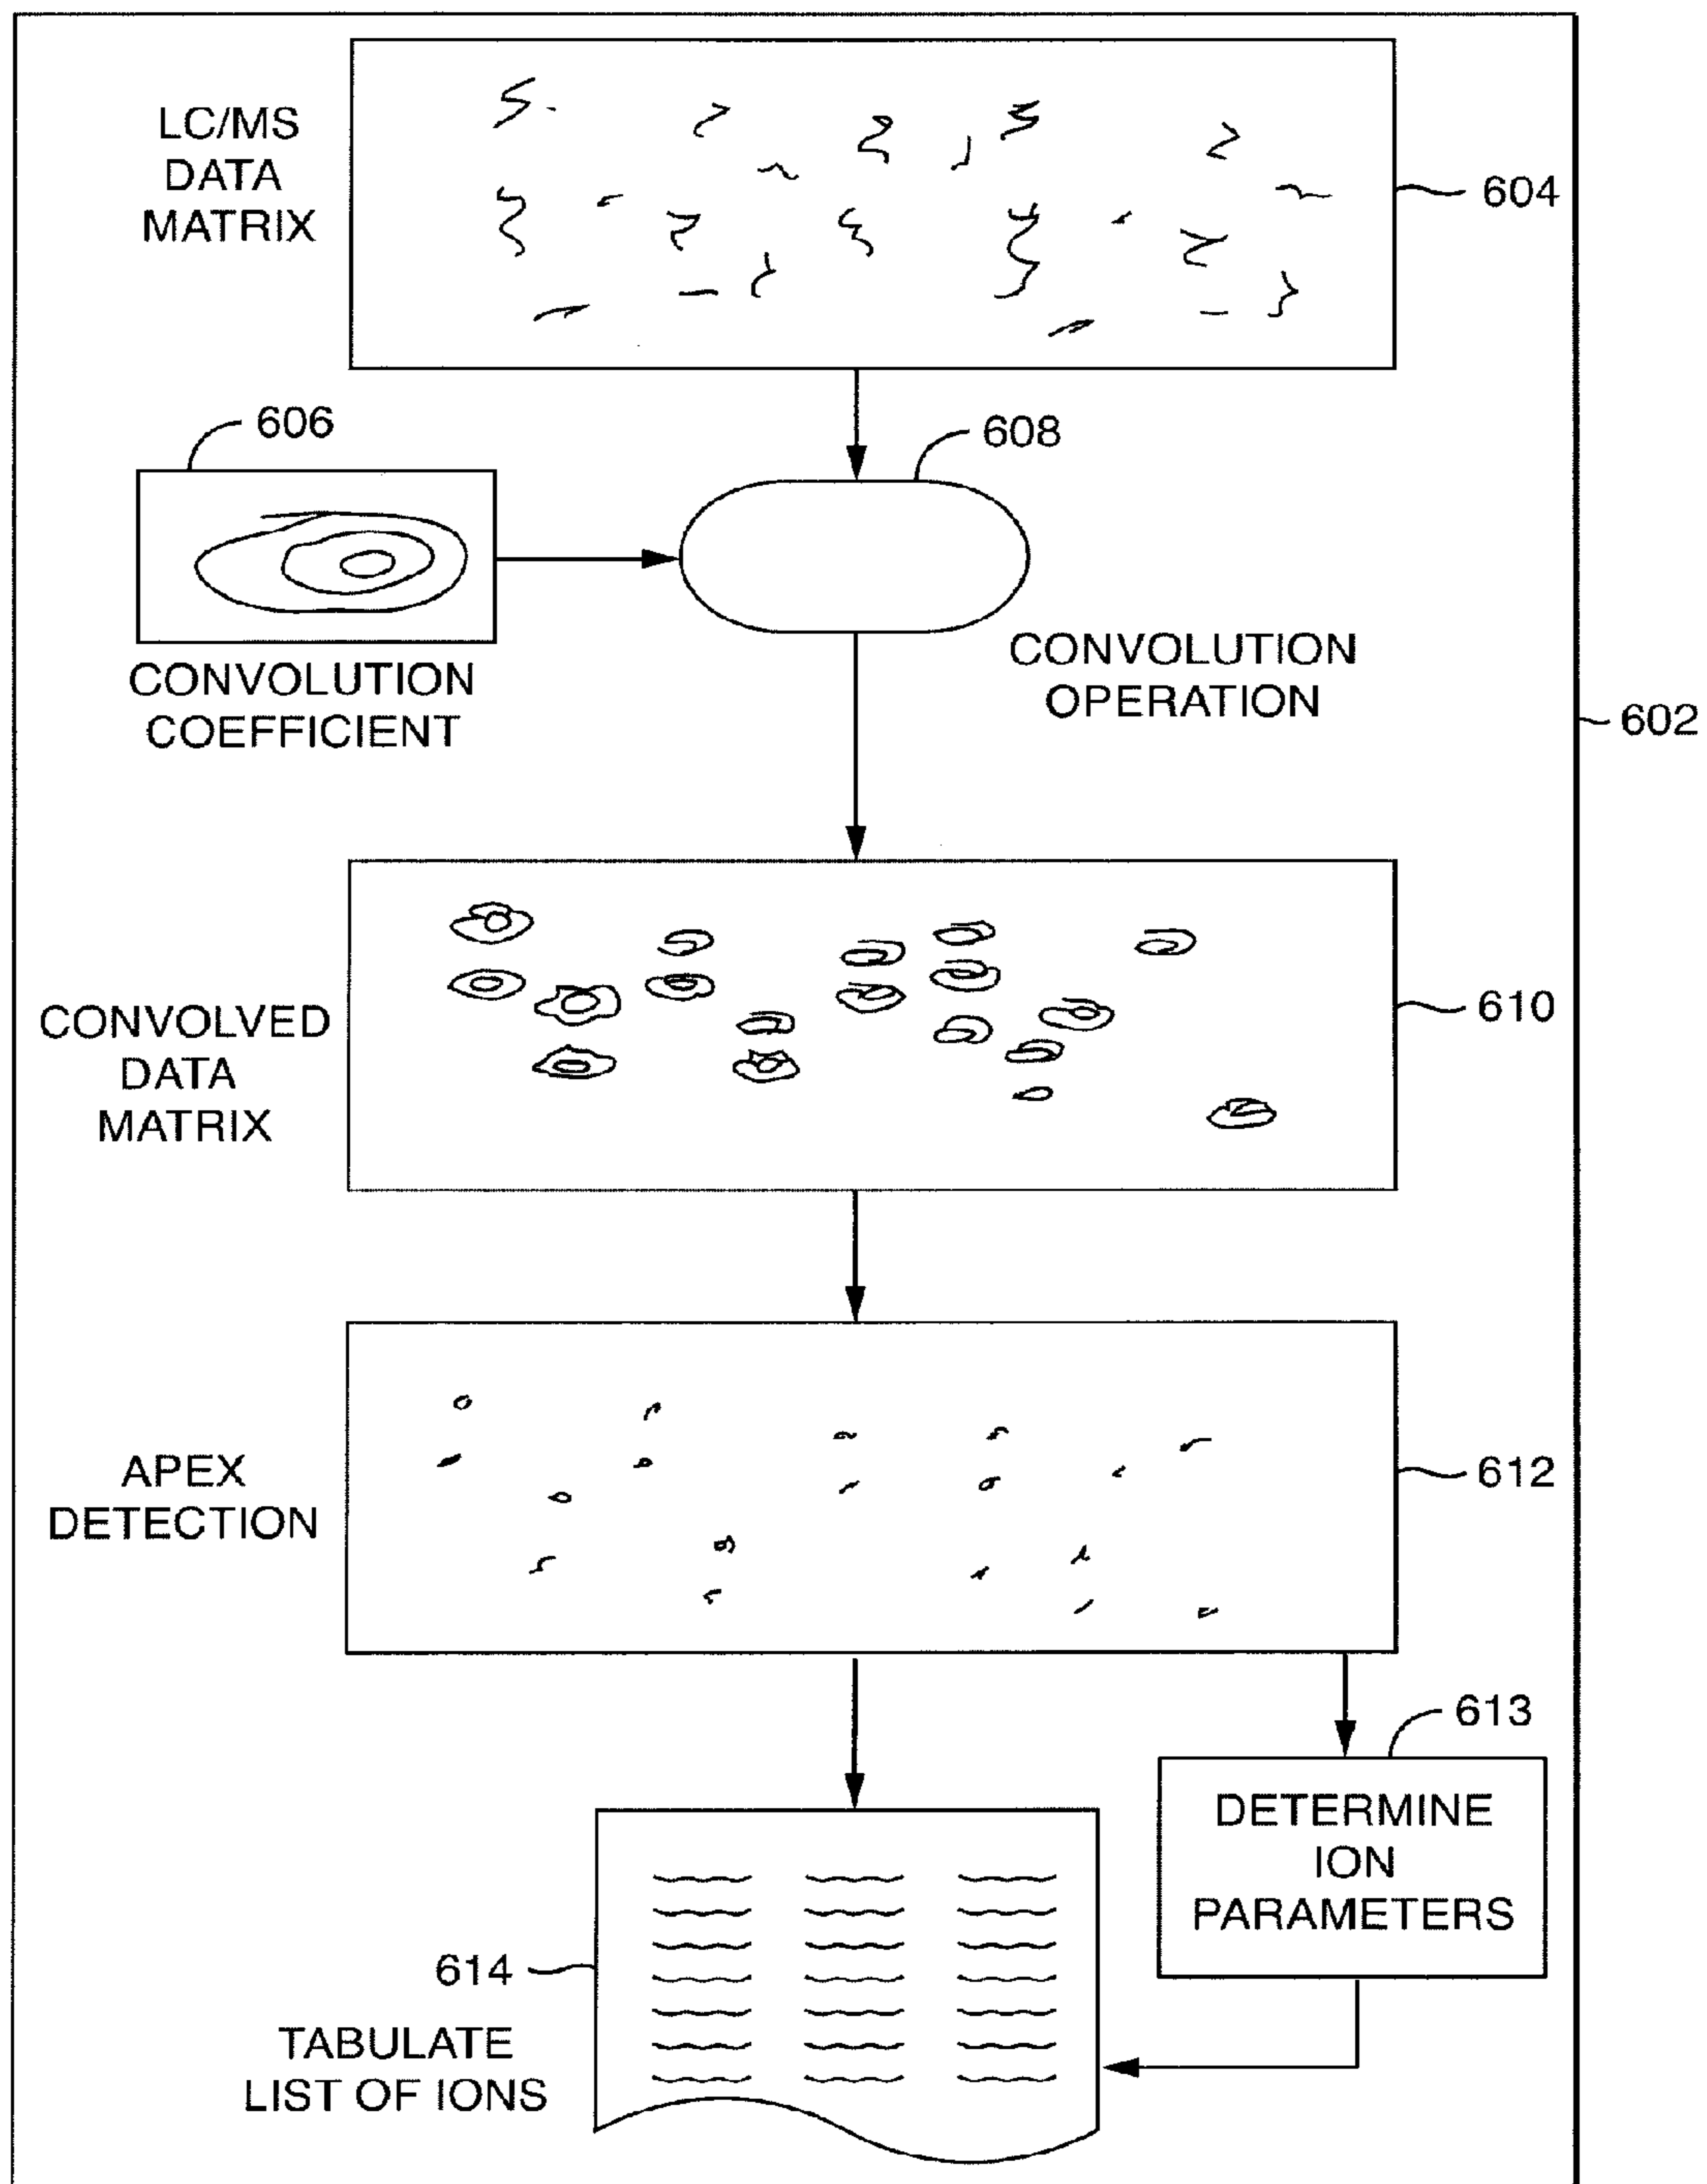 LC/MS
DATA
MATRIX
604
606
608
CONVOLUTION
COEFFICIENT
CONVOLUTION
OPERATION
602
CONVOLVED
DATA
MATRIX
610
APEX
DETECTION
612
613
DETERMINE
ION
PARAMETERS
614
TABULATE
LIST OF IONS